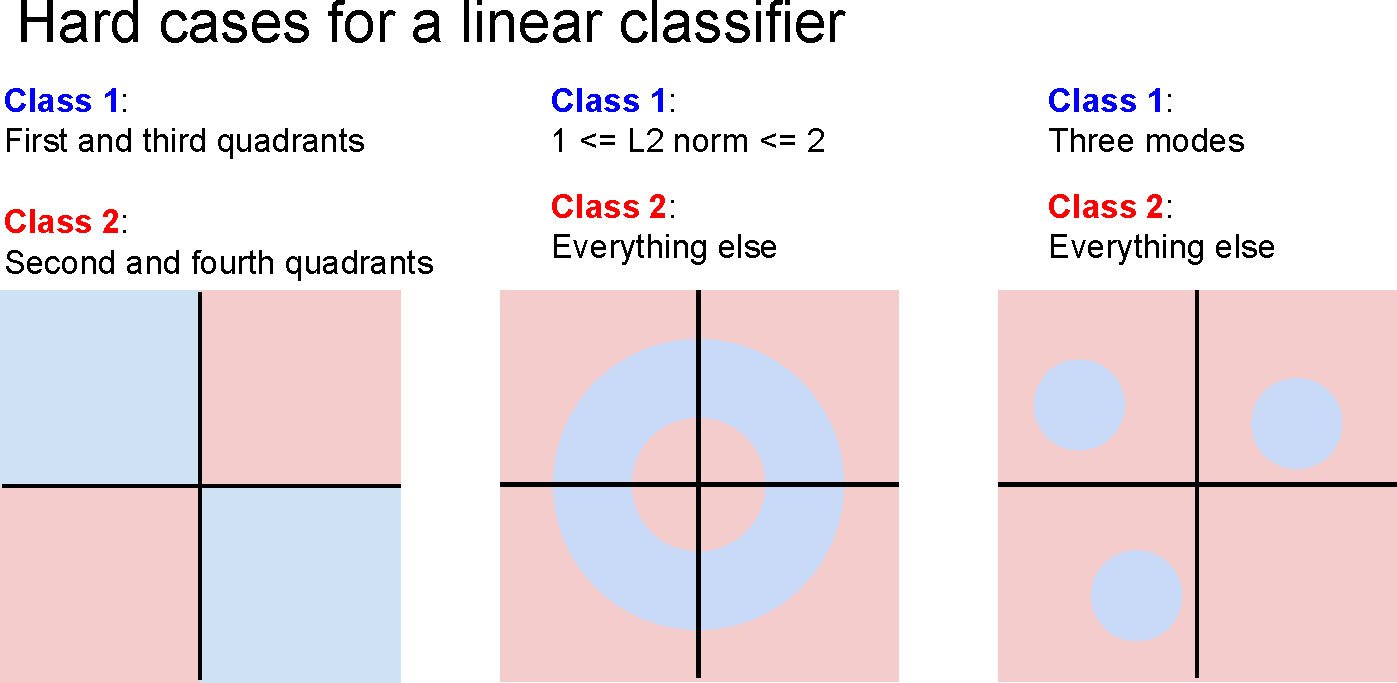 Hard cases for a linear classifier
Class 1:
First and third quadrants
Class 2:
Second and fourth quadrants
Class 1:
1 <= L2 norm <= 2
Class 2:
Everything else
Class 1:
Three modes
Class 2:
Everything else